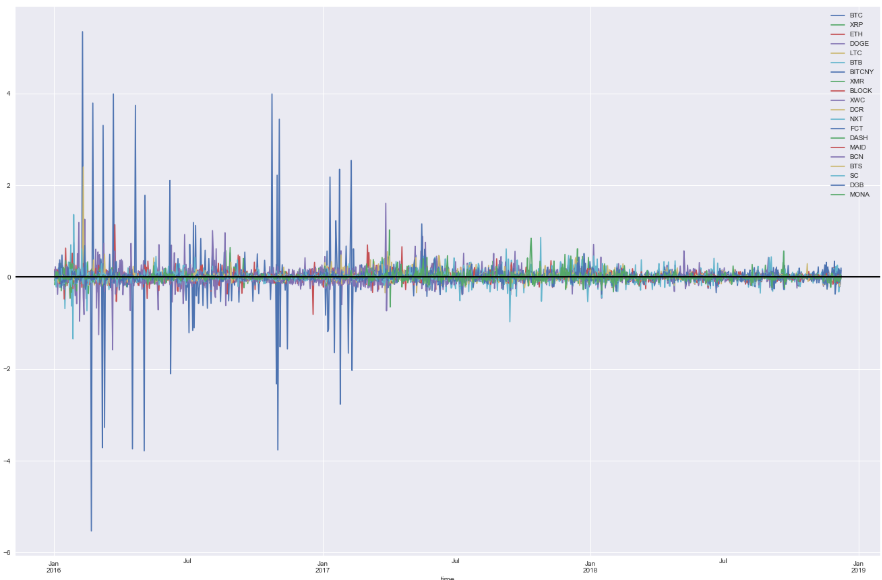 BTC
XRP
ETH
DOGE
LTC
BTB
BITCNY
XMR
BLOCK
XWC
DCR
NXT
FCT
DASH
MAID
BCN
BTS
SC
DGB
MONA
4
2
0
−2
−4
−6
Jan Jul Jan Jul Jan Jul Jan
2016 2017 2018 2019
time